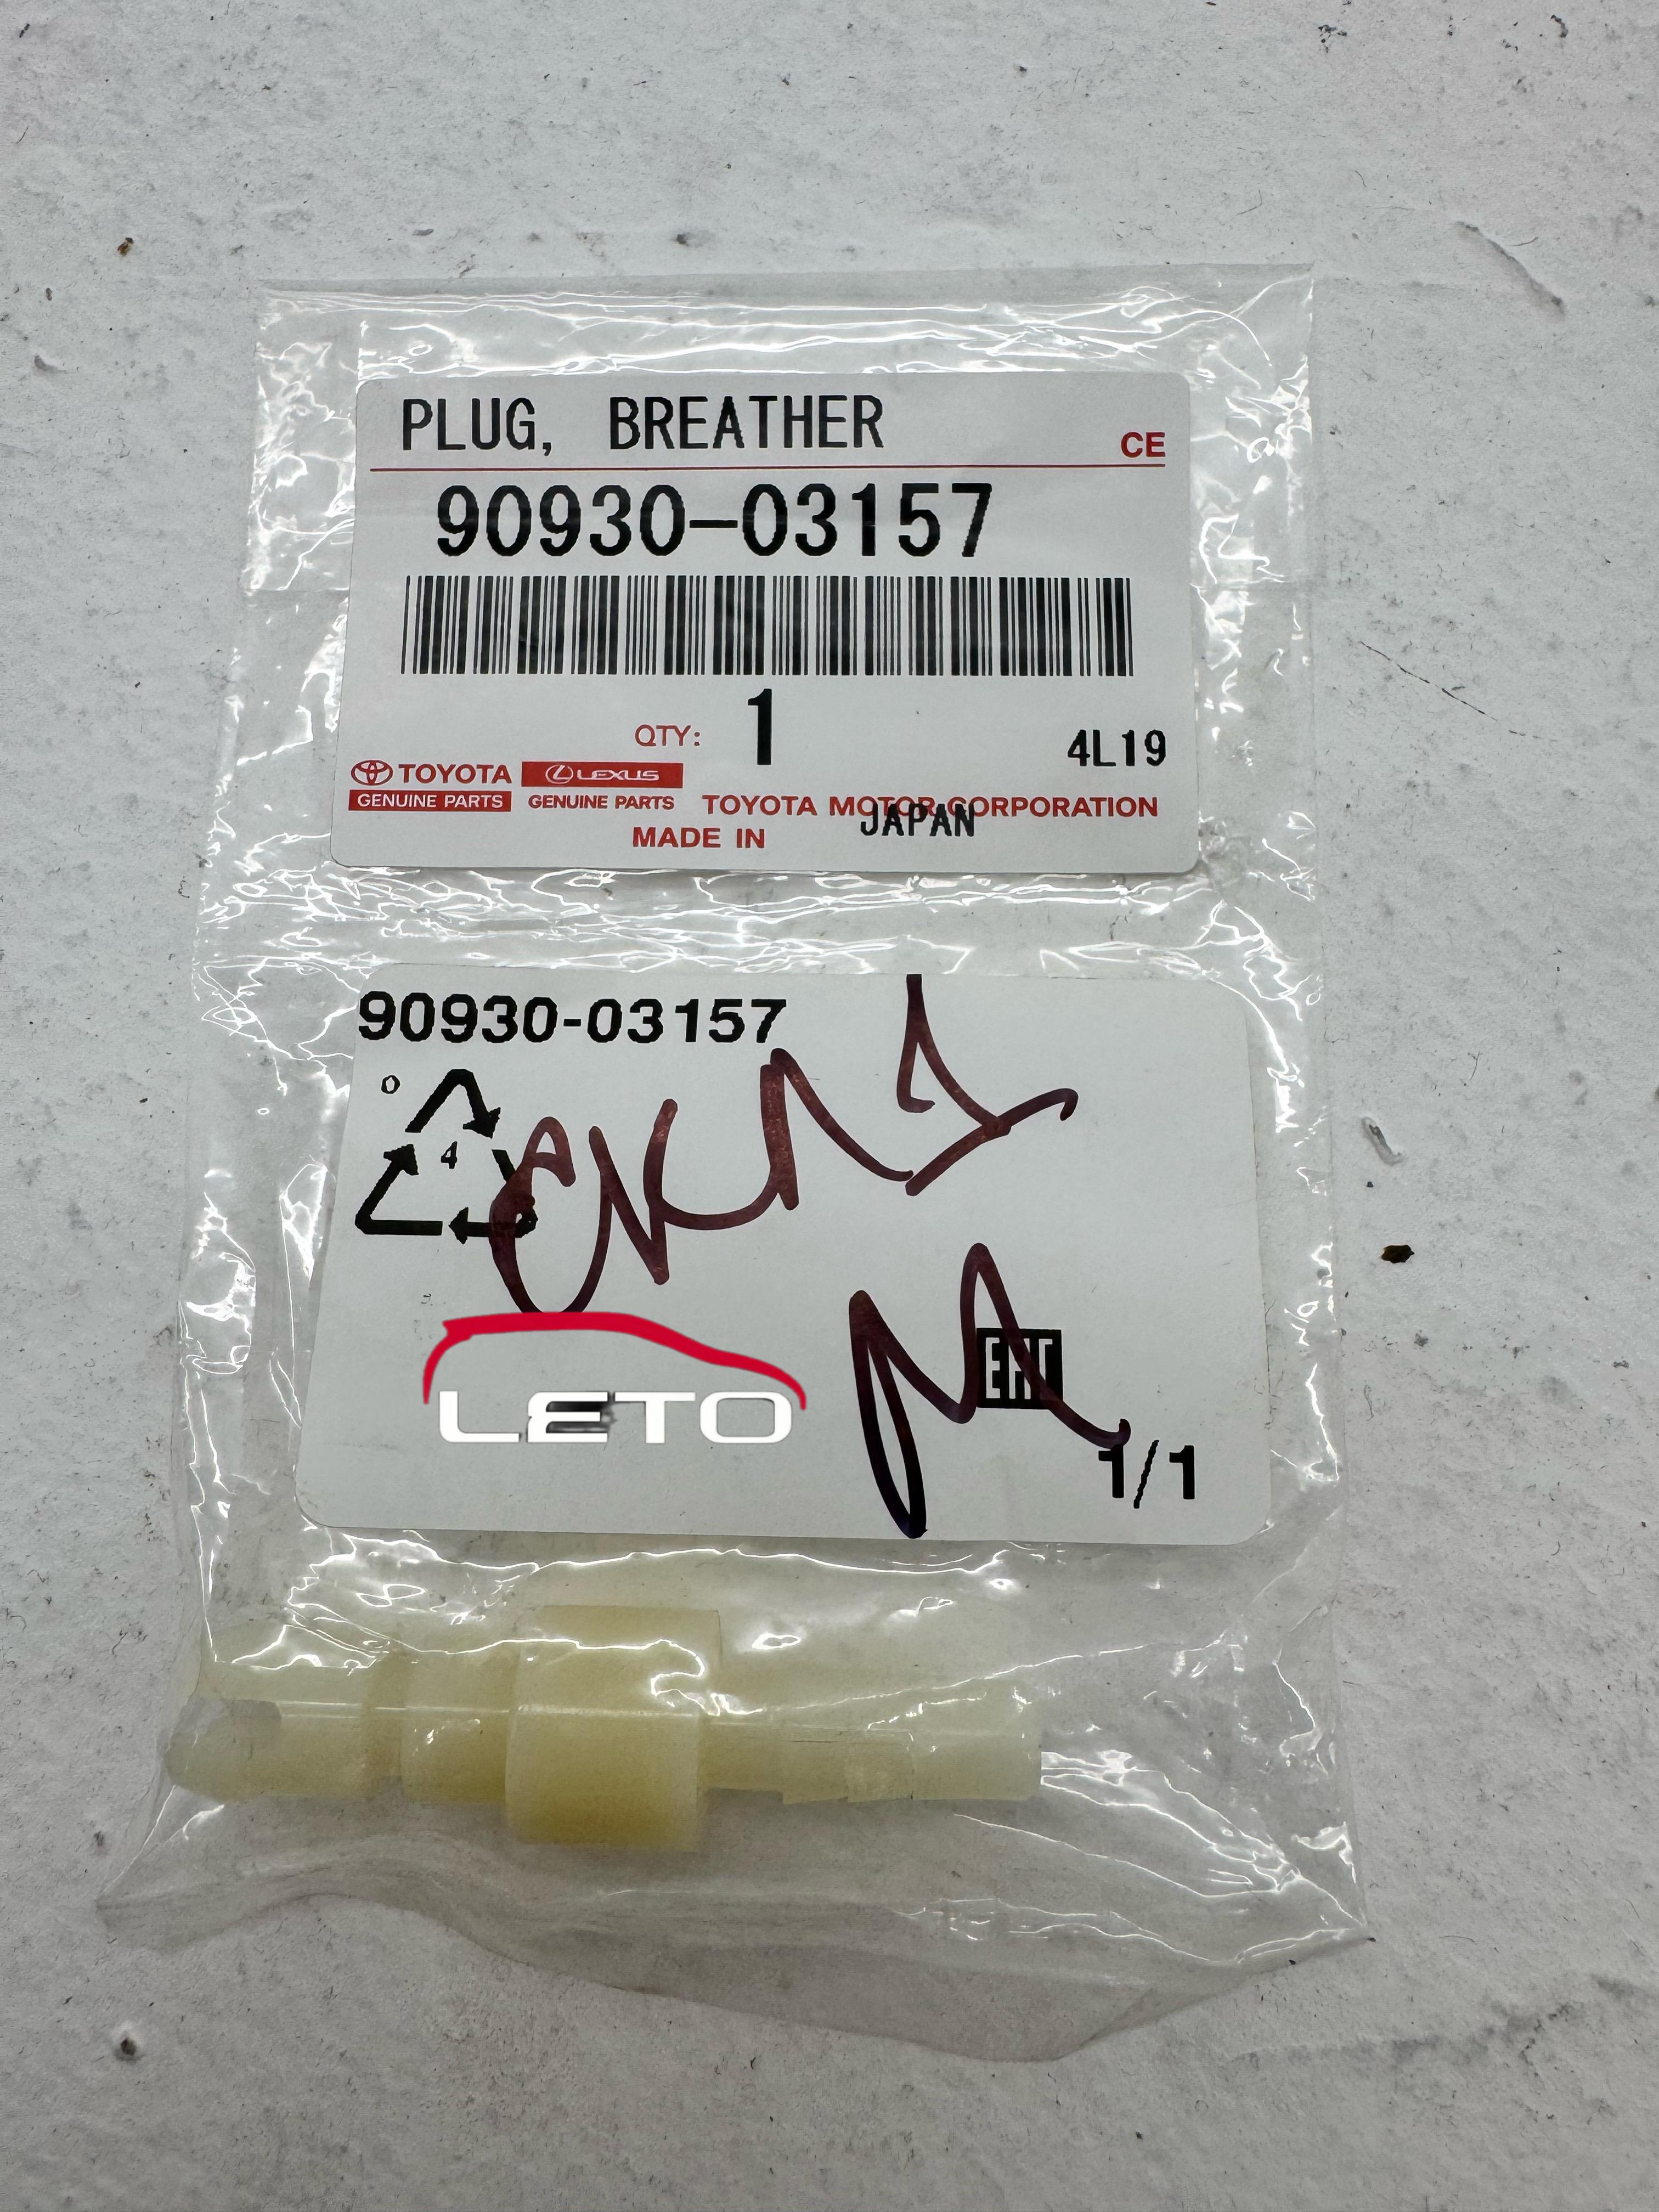 PLUG, BREATHER
CE
90930-03157
QTY: 1
4L19
TOYOTA
LEXUS
GENUINE PARTS
GENUINE PARTS
TOYOTA MOTOR CORPORATION
MADE IN JAPAN
90930-03157
4
LETO
EAC
1/1